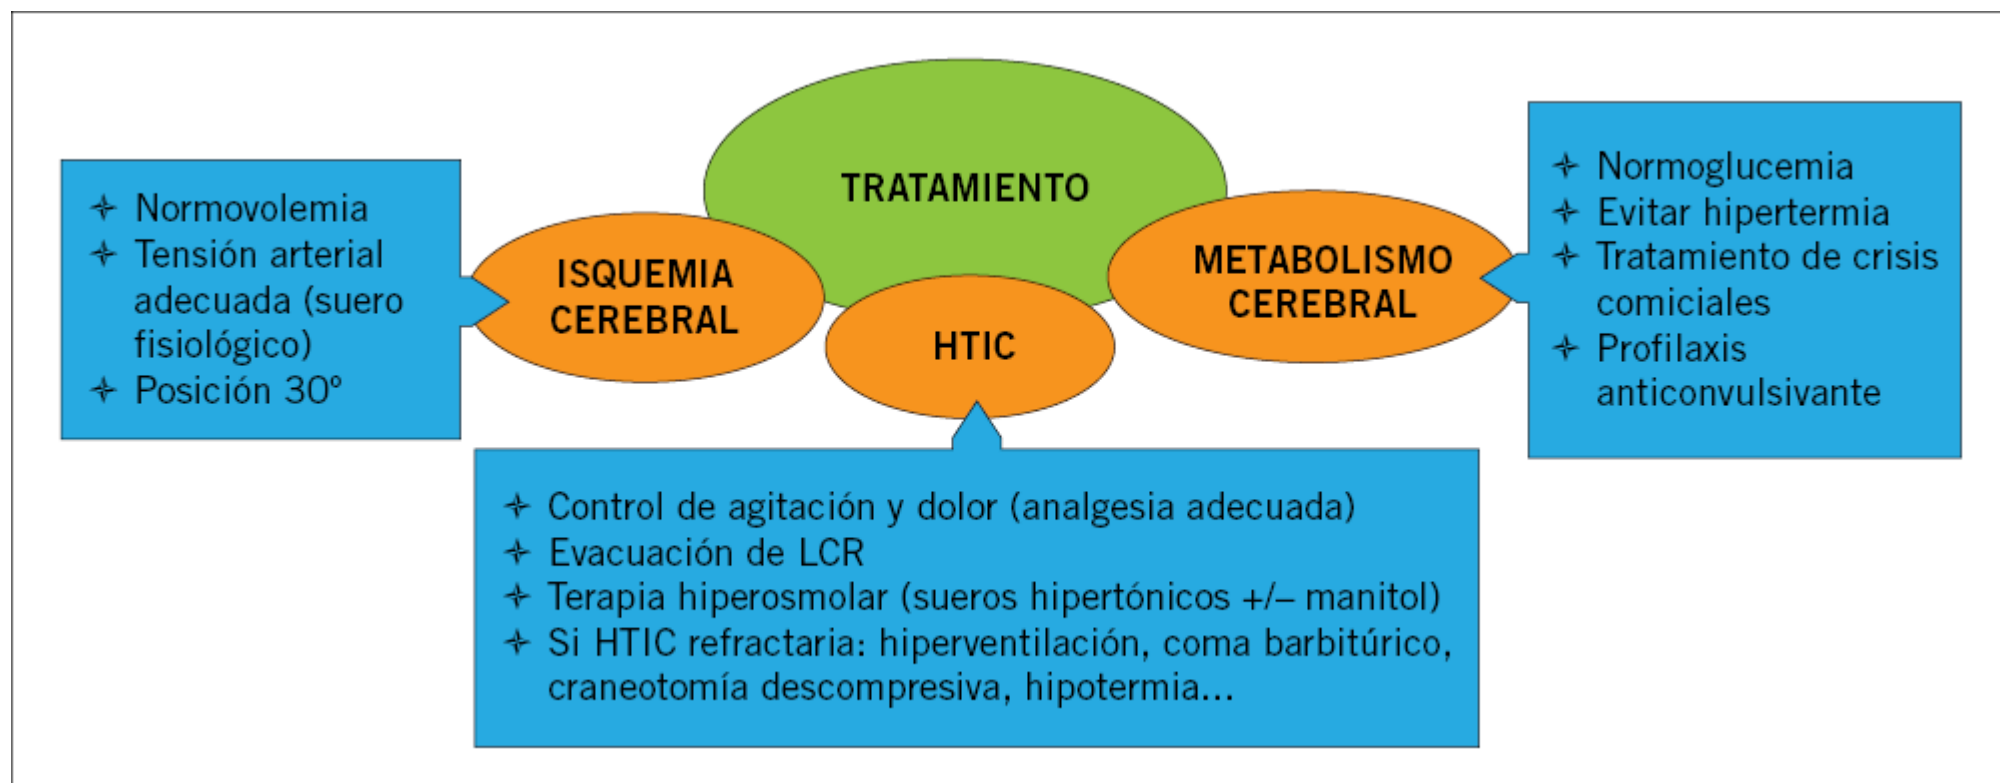 TRATAMIENTO
ISQUEMIA
CEREBRAL
HTIC
METABOLISMO
CEREBRAL
✦ Normovolemia
✦ Tensión arterial
adecuada (suero
fisiológico)
✦ Posición 30º
✦ Control de agitación y dolor (analgesia adecuada)
✦ Evacuación de LCR
✦ Terapia hiperosmolar (sueros hipertónicos +/– manitol)
✦ Si HTIC refractaria: hiperventilación, coma barbitúrico,
craneotomía descompresiva, hipotermia...
✦ Normoglucemia
✦ Evitar hipertermia
✦ Tratamiento de crisis
comiciales
✦ Profilaxis
anticonvulsivante